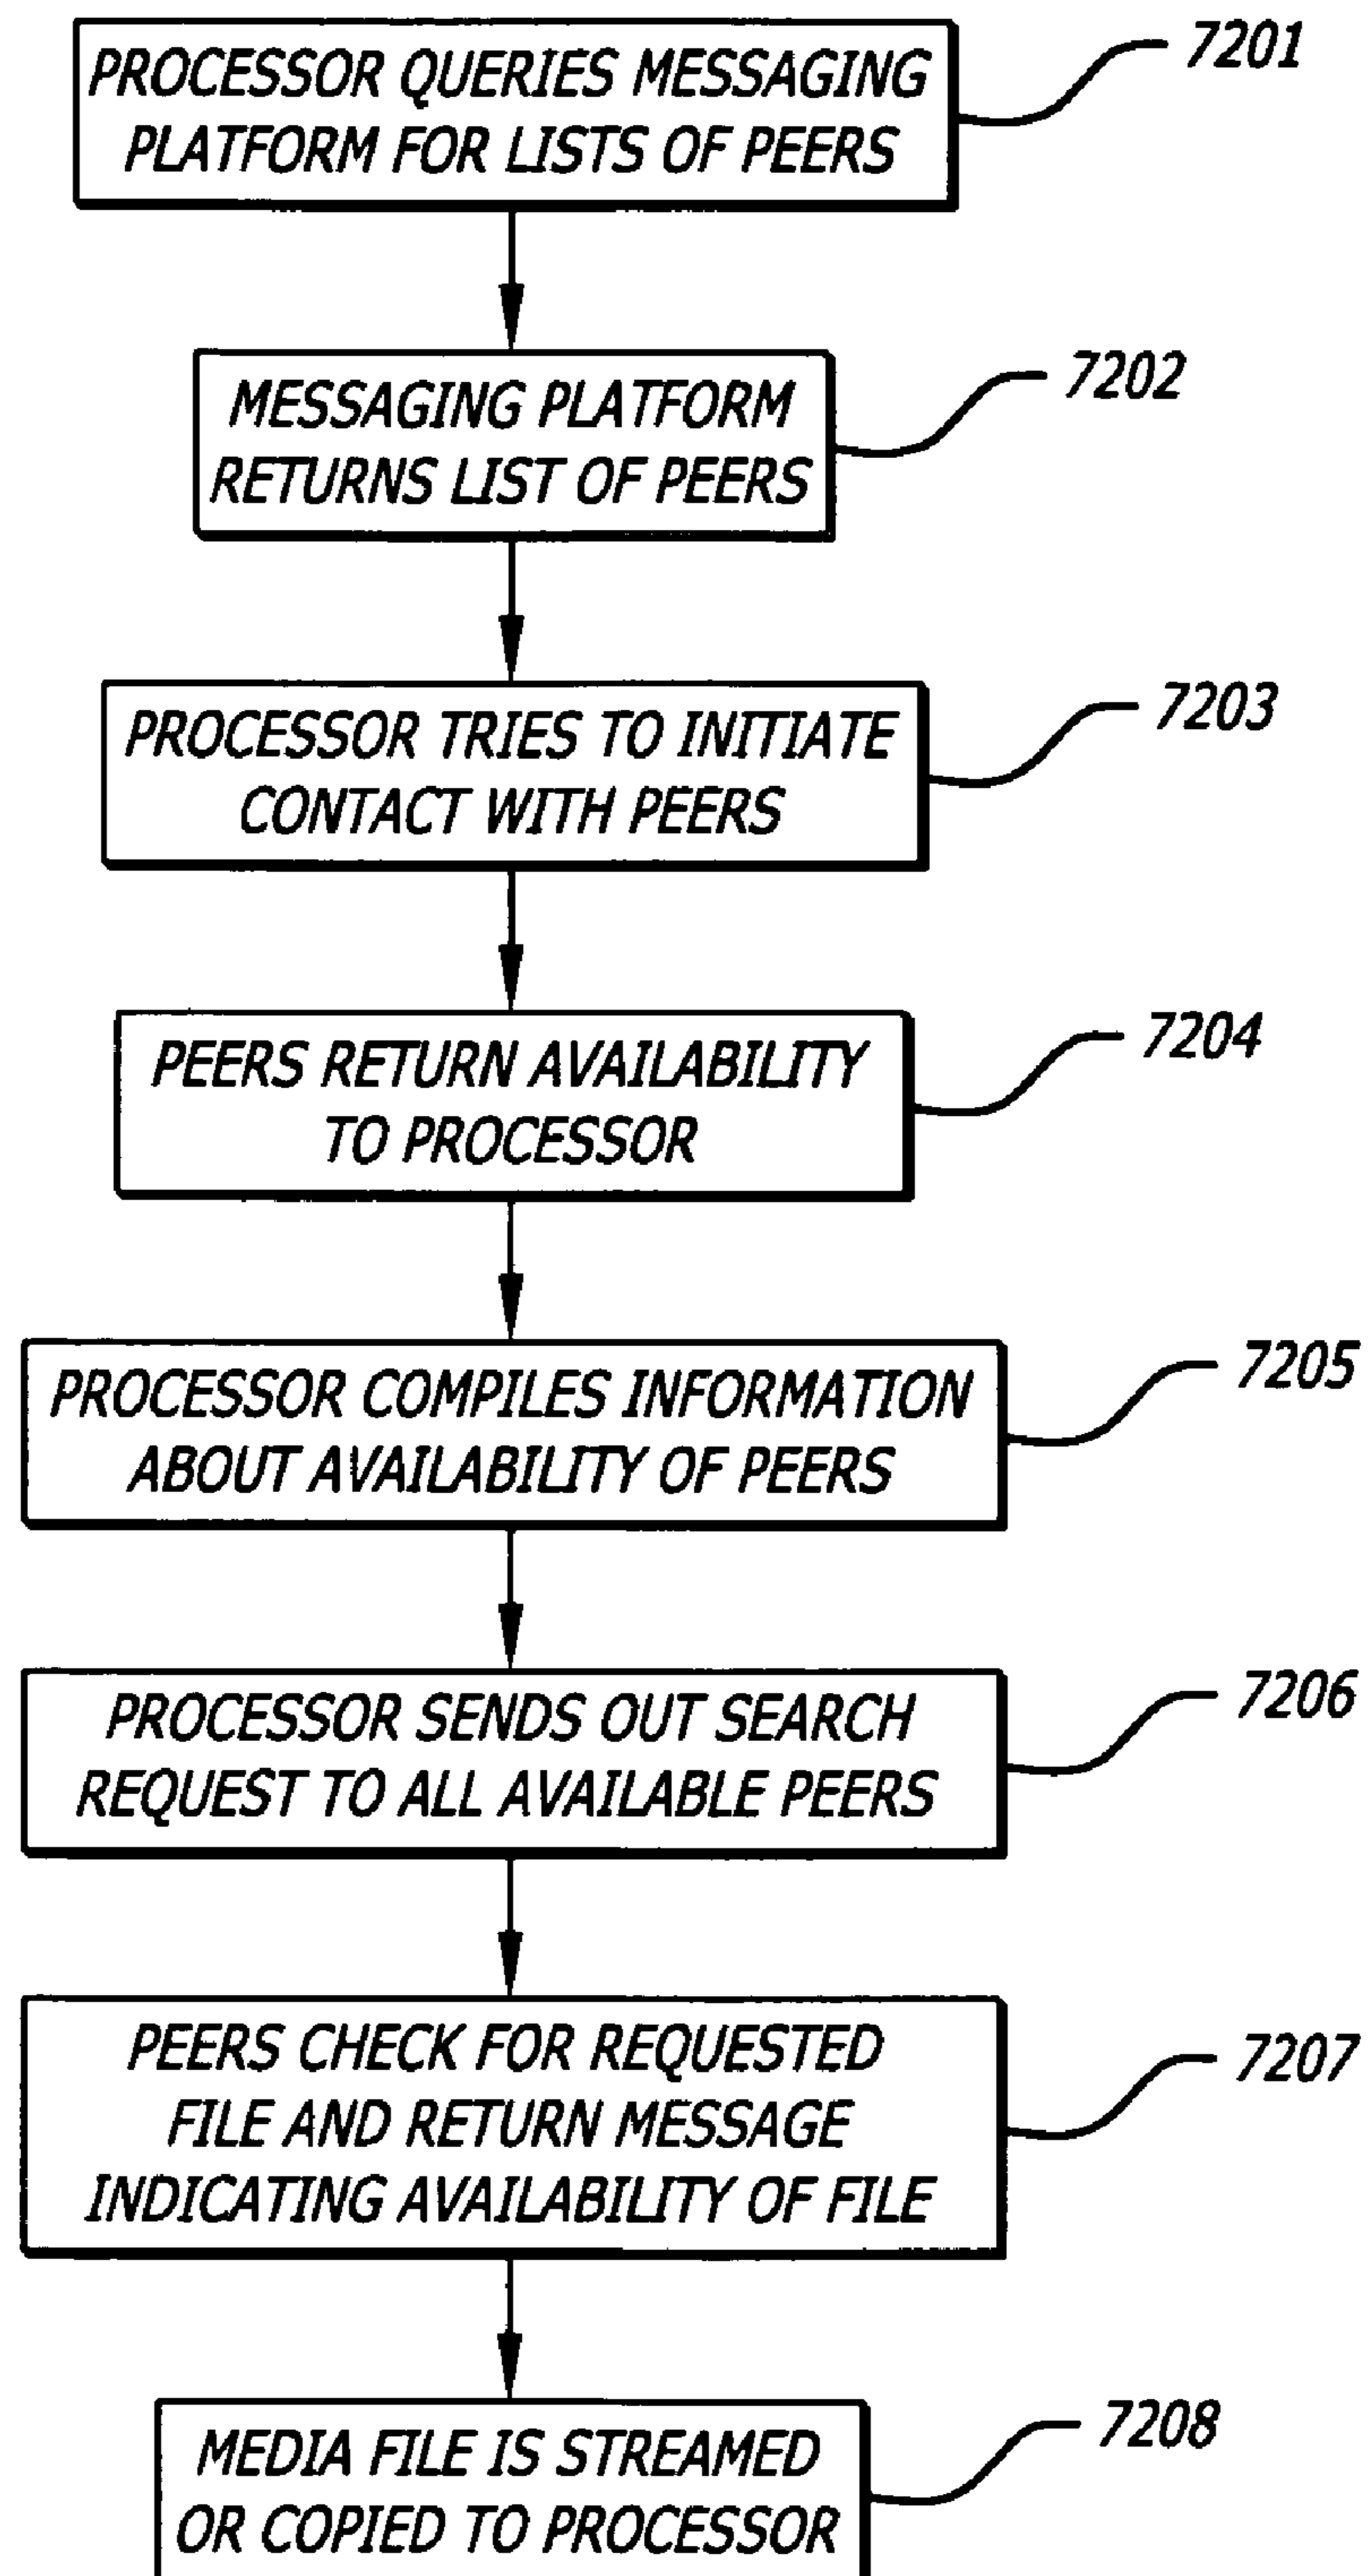 PROCESSOR QUERIES MESSAGING
PLATFORM FOR LISTS OF PEERS
7201
MESSAGING PLATFORM
RETURNS LIST OF PEERS
7202
PROCESSOR TRIES TO INITIATE
CONTACT WITH PEERS
7203
PEERS RETURN AVAILABILITY
TO PROCESSOR
7204
PROCESSOR COMPILES INFORMATION
ABOUT AVAILABILITY OF PEERS
7205
PROCESSOR SENDS OUT SEARCH
REQUEST TO ALL AVAILABLE PEERS
7206
PEERS CHECK FOR REQUESTED
FILE AND RETURN MESSAGE
INDICATING AVAILABILITY OF FILE
7207
MEDIA FILE IS STREAMED
OR COPIED TO PROCESSOR
7208